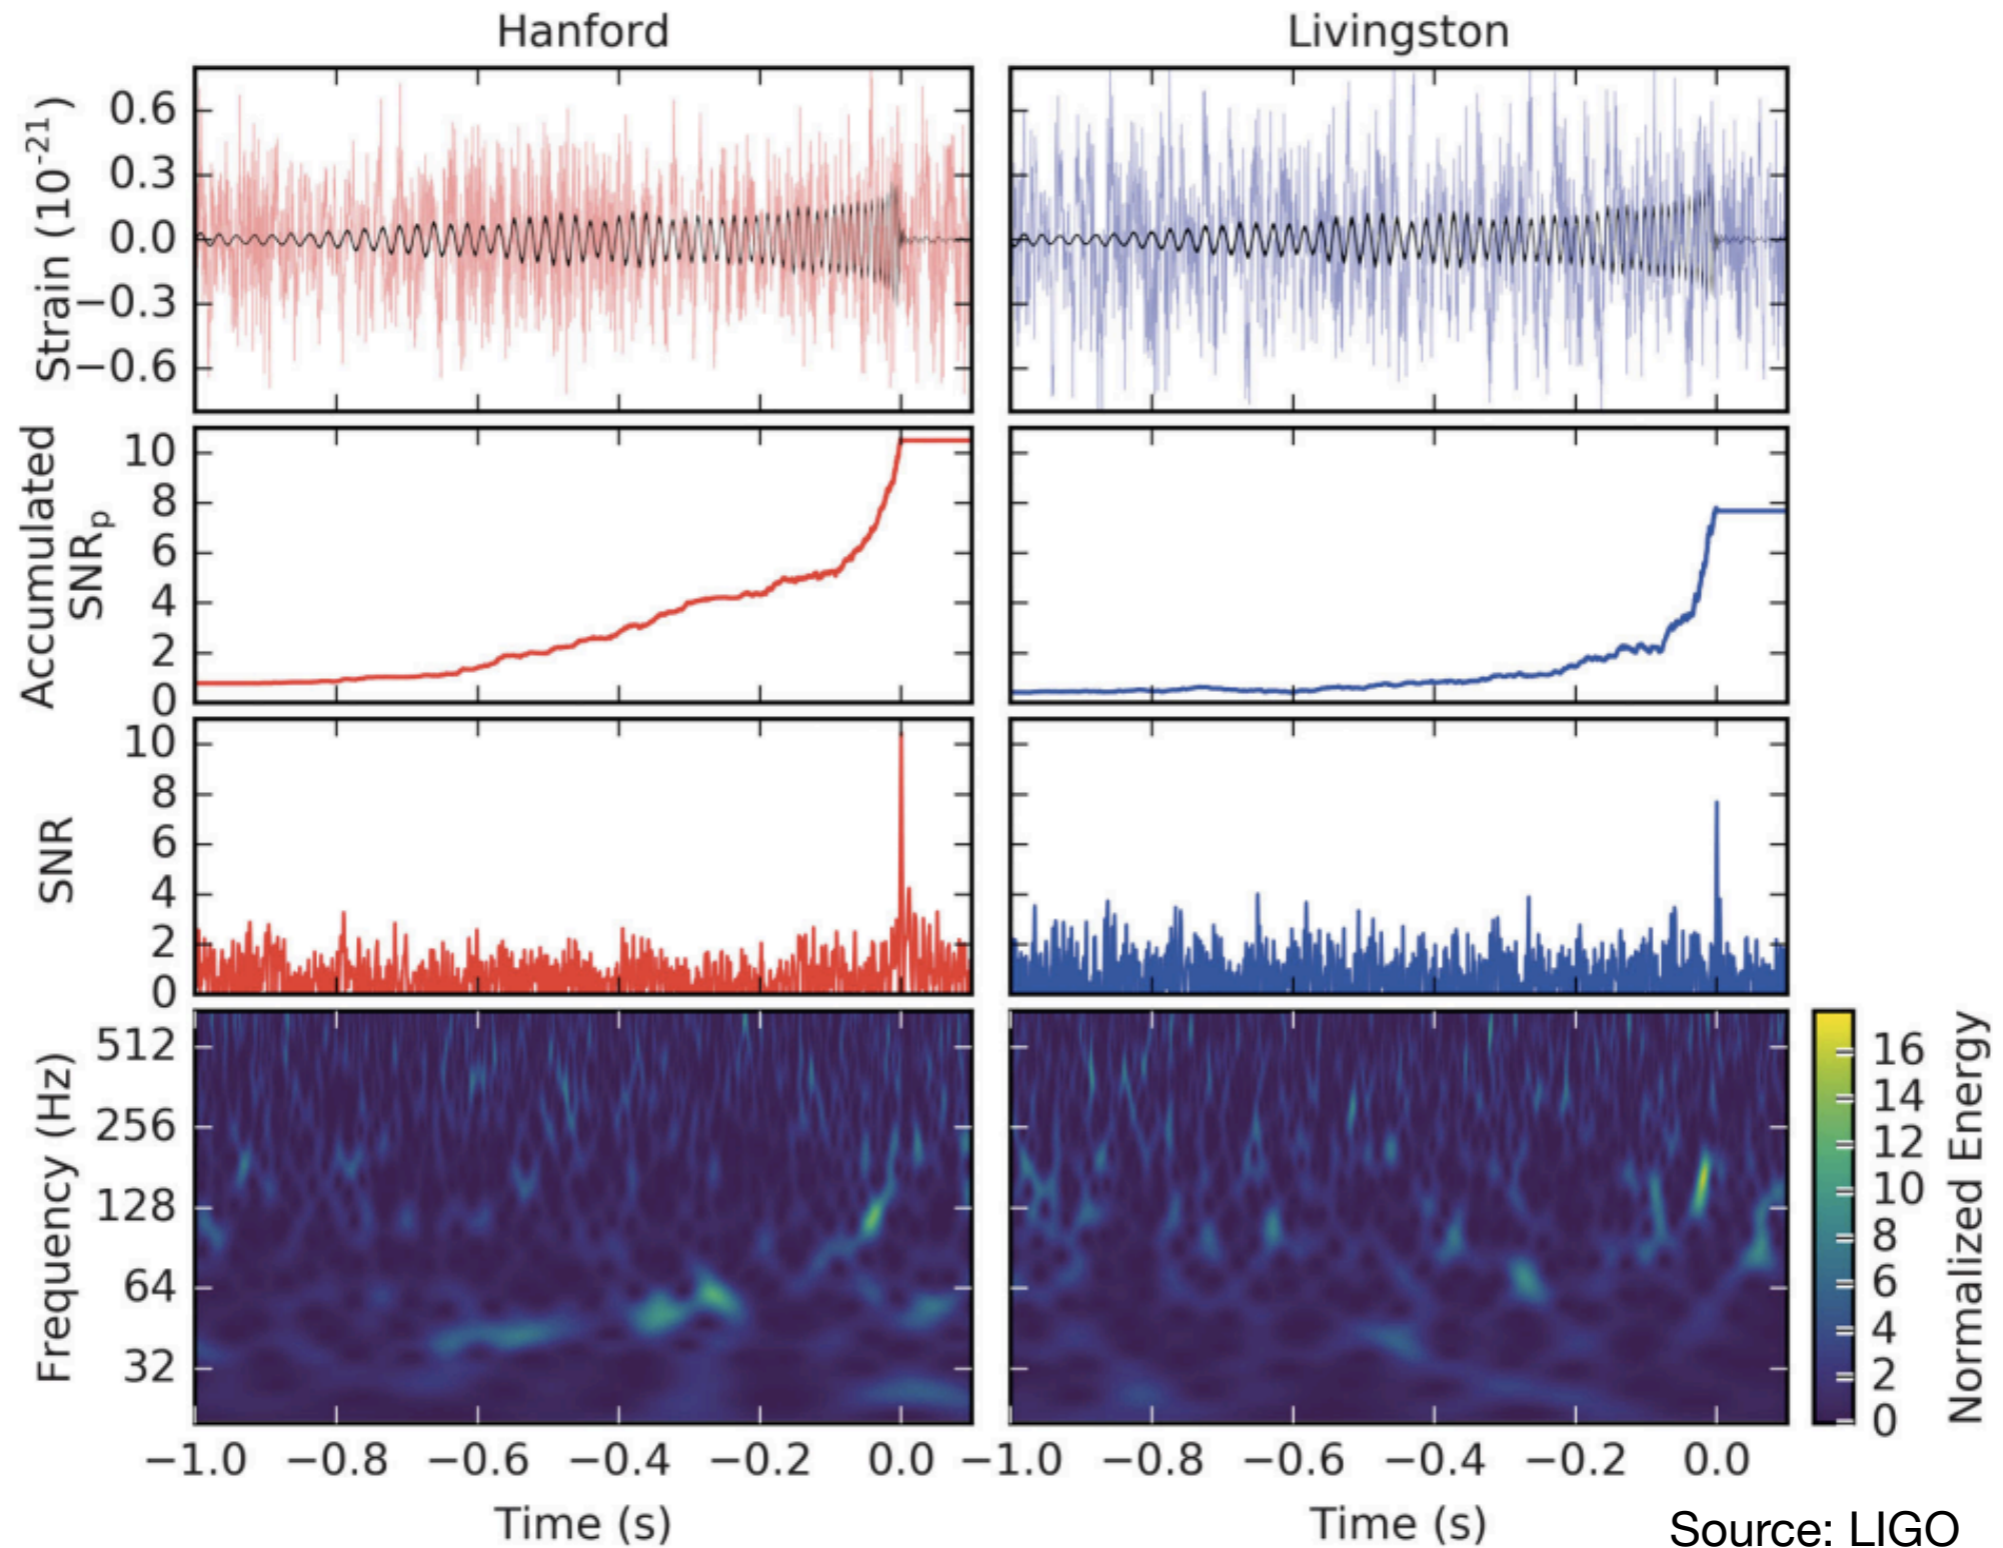 Hanford
Livingston
Strain (10⁻²¹)
0.6
0.3
0.0
−0.3
−0.6
Accumulated
SNRₚ
10
8
6
4
2
0
SNR
10
8
6
4
2
0
Frequency (Hz)
512
256
128
64
32
16
14
12
10
8
6
4
2
0
Normalized Energy
−1.0 −0.8 −0.6 −0.4 −0.2 0.0
−1.0 −0.8 −0.6 −0.4 −0.2 0.0
Time (s)
Time (s)
Source: LIGO